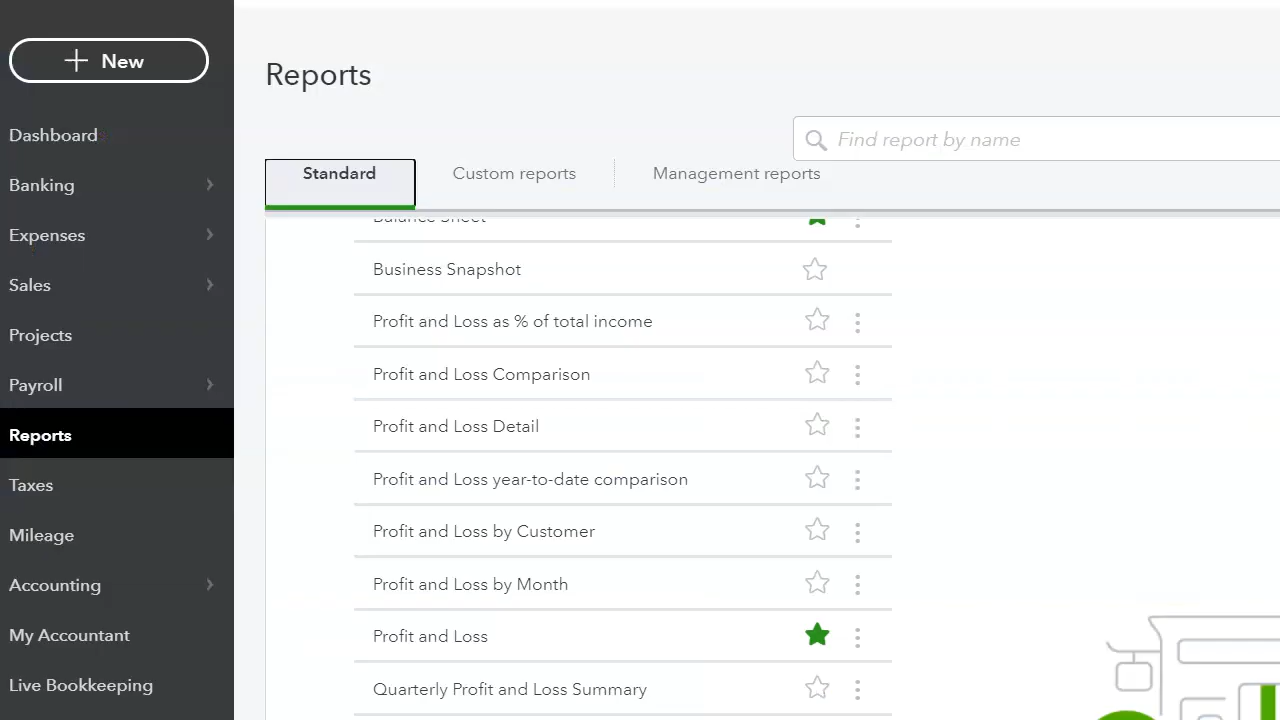 New
Dashboard
Banking
Expenses
Sales
Projects
Payroll
Reports
Taxes
Mileage
Accounting
My Accountant
Live Bookkeeping
Reports
Find report by name
Standard
Custom reports
Management reports
Balance Sheet
Business Snapshot
Profit and Loss as % of total income
Profit and Loss Comparison
Profit and Loss Detail
Profit and Loss year-to-date comparison
Profit and Loss by Customer
Profit and Loss by Month
Profit and Loss
Quarterly Profit and Loss Summary